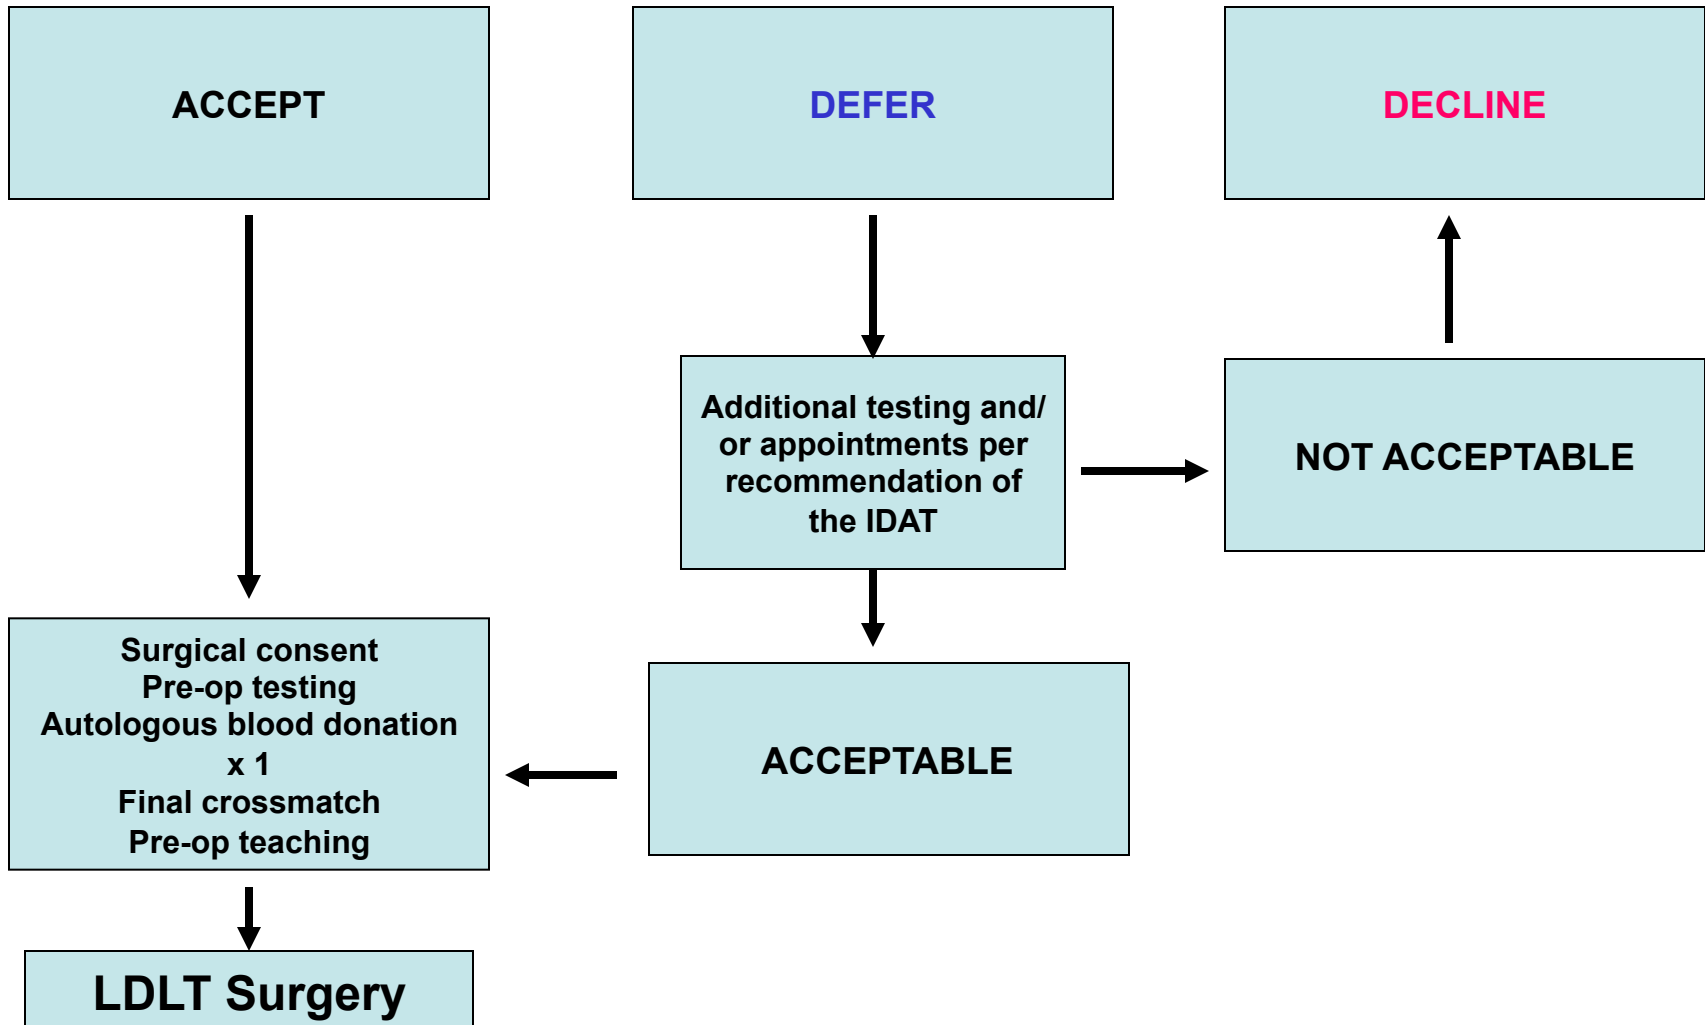 ACCEPT
DEFER
DECLINE
Additional testing and/
or appointments per
recommendation of
the IDAT
NOT ACCEPTABLE
Surgical consent
Pre-op testing
Autologous blood donation
x 1
Final crossmatch
Pre-op teaching
ACCEPTABLE
LDLT Surgery